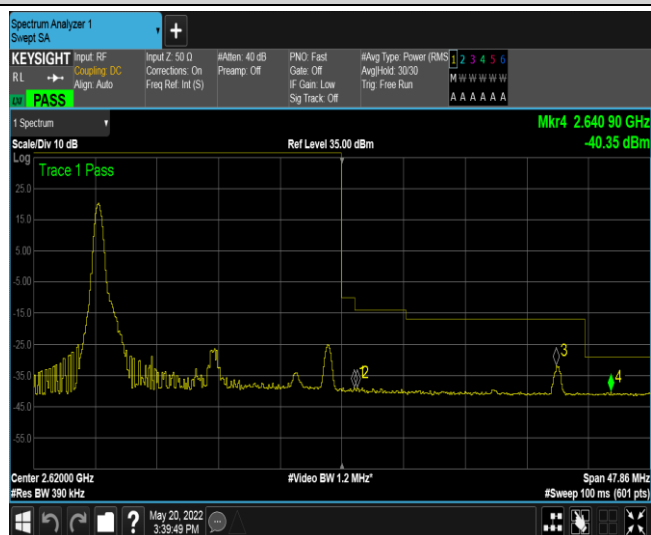 Spectrum Analyzer 1
Swept SA
+
KEYSIGHT
RL
PASS
Input: RF
Coupling: DC
Align: Auto
Input Z: 50 Ω
Corrections: On
Freq Ref: Int (S)
#Atten: 40 dB
Preamp: Off
PNO: Fast
Gate: Off
IF Gain: Low
Sig Track: Off
#Avg Type: Power (RMS
Avg|Hold: 30/30
Trig: Free Run
1 2 3 4 5 6
M W W W W W
A A A A A A
1 Spectrum
Mkr4 2.640 90 GHz
Scale/Div 10 dB
Ref Level 35.00 dBm
-40.35 dBm
Log
Trace 1 Pass
25.0
15.0
5.00
-5.00
-15.0
-25.0
3
2
4
-35.0
-45.0
-55.0
Center 2.62000 GHz
#Video BW 1.2 MHz*
Span 47.86 MHz
#Res BW 390 kHz
#Sweep 100 ms (601 pts)
?
May 20, 2022
3:39:49 PM